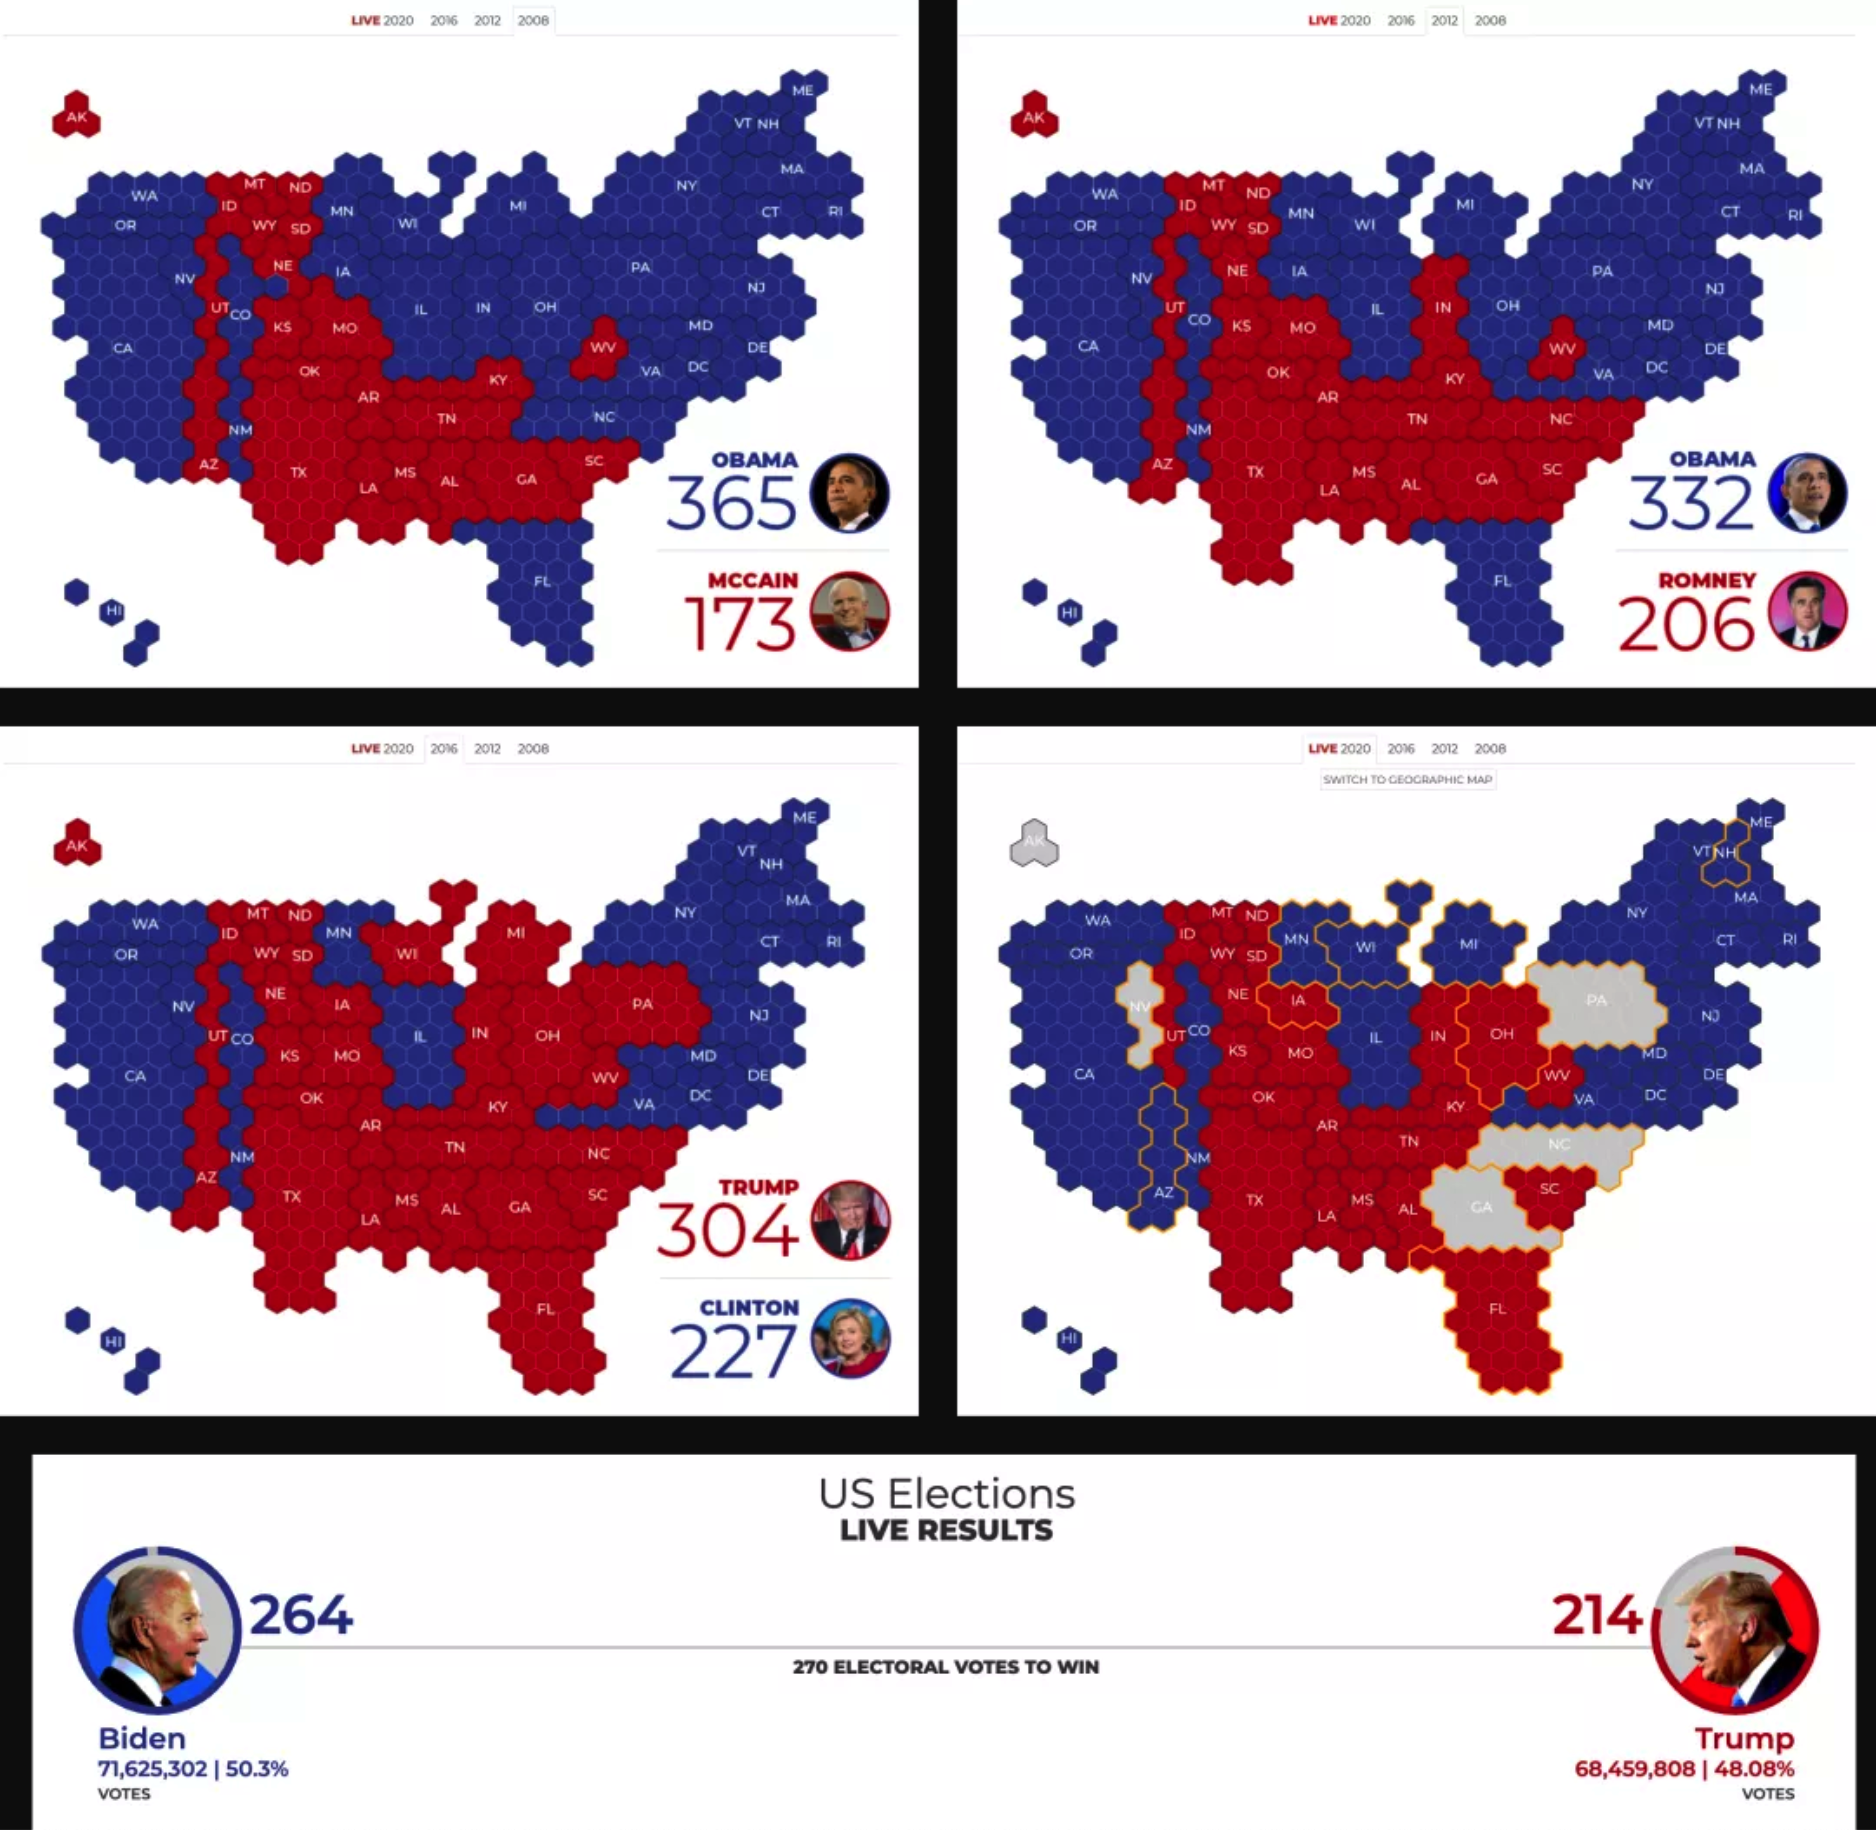 LIVE 2020 2016 2012 2008
AK
ME
VT NH
WA MT ND MA
ID MN WI MI NY
OR WY SD CT RI
NV NE IA PA
UT CO IL IN OH NJ
KS MO MD
CA WV DE
OK KY VA DC
AR
NM TN NC
AZ TX MS AL GA SC
LA
OBAMA
365
FL
MCCAIN
173
HI
LIVE 2020 2016 2012 2008
AK
ME
VT NH
WA MT ND MA
ID MN WI MI NY
OR WY SD CT RI
NV NE IA PA
UT CO IL IN OH NJ
KS MO MD
CA WV DE
OK KY VA DC
AR
NM TN NC
AZ TX MS AL GA SC
LA
OBAMA
332
FL
ROMNEY
206
HI
LIVE 2020 2016 2012 2008
AK
ME
VT
NH
WA MT ND MA
ID MN WI MI NY
OR WY SD CT RI
NV NE IA PA
UT CO IL IN OH NJ
KS MO MD
CA WV DE
OK KY VA DC
AR
NM TN NC
AZ TX MS AL GA SC
LA
TRUMP
304
FL
CLINTON
227
HI
LIVE 2020 2016 2012 2008
SWITCH TO GEOGRAPHIC MAP
AK
ME
VT NH
WA MT ND MA
ID MN WI MI NY
OR WY SD CT RI
NV NE IA PA
UT CO IL IN OH NJ
KS MO MD
CA WV DE
OK KY VA DC
AR
NM TN NC
AZ TX MS AL GA SC
LA
FL
HI
US Elections
LIVE RESULTS
264
214
270 ELECTORAL VOTES TO WIN
Biden
71,625,302 | 50.3%
VOTES
Trump
68,459,808 | 48.08%
VOTES